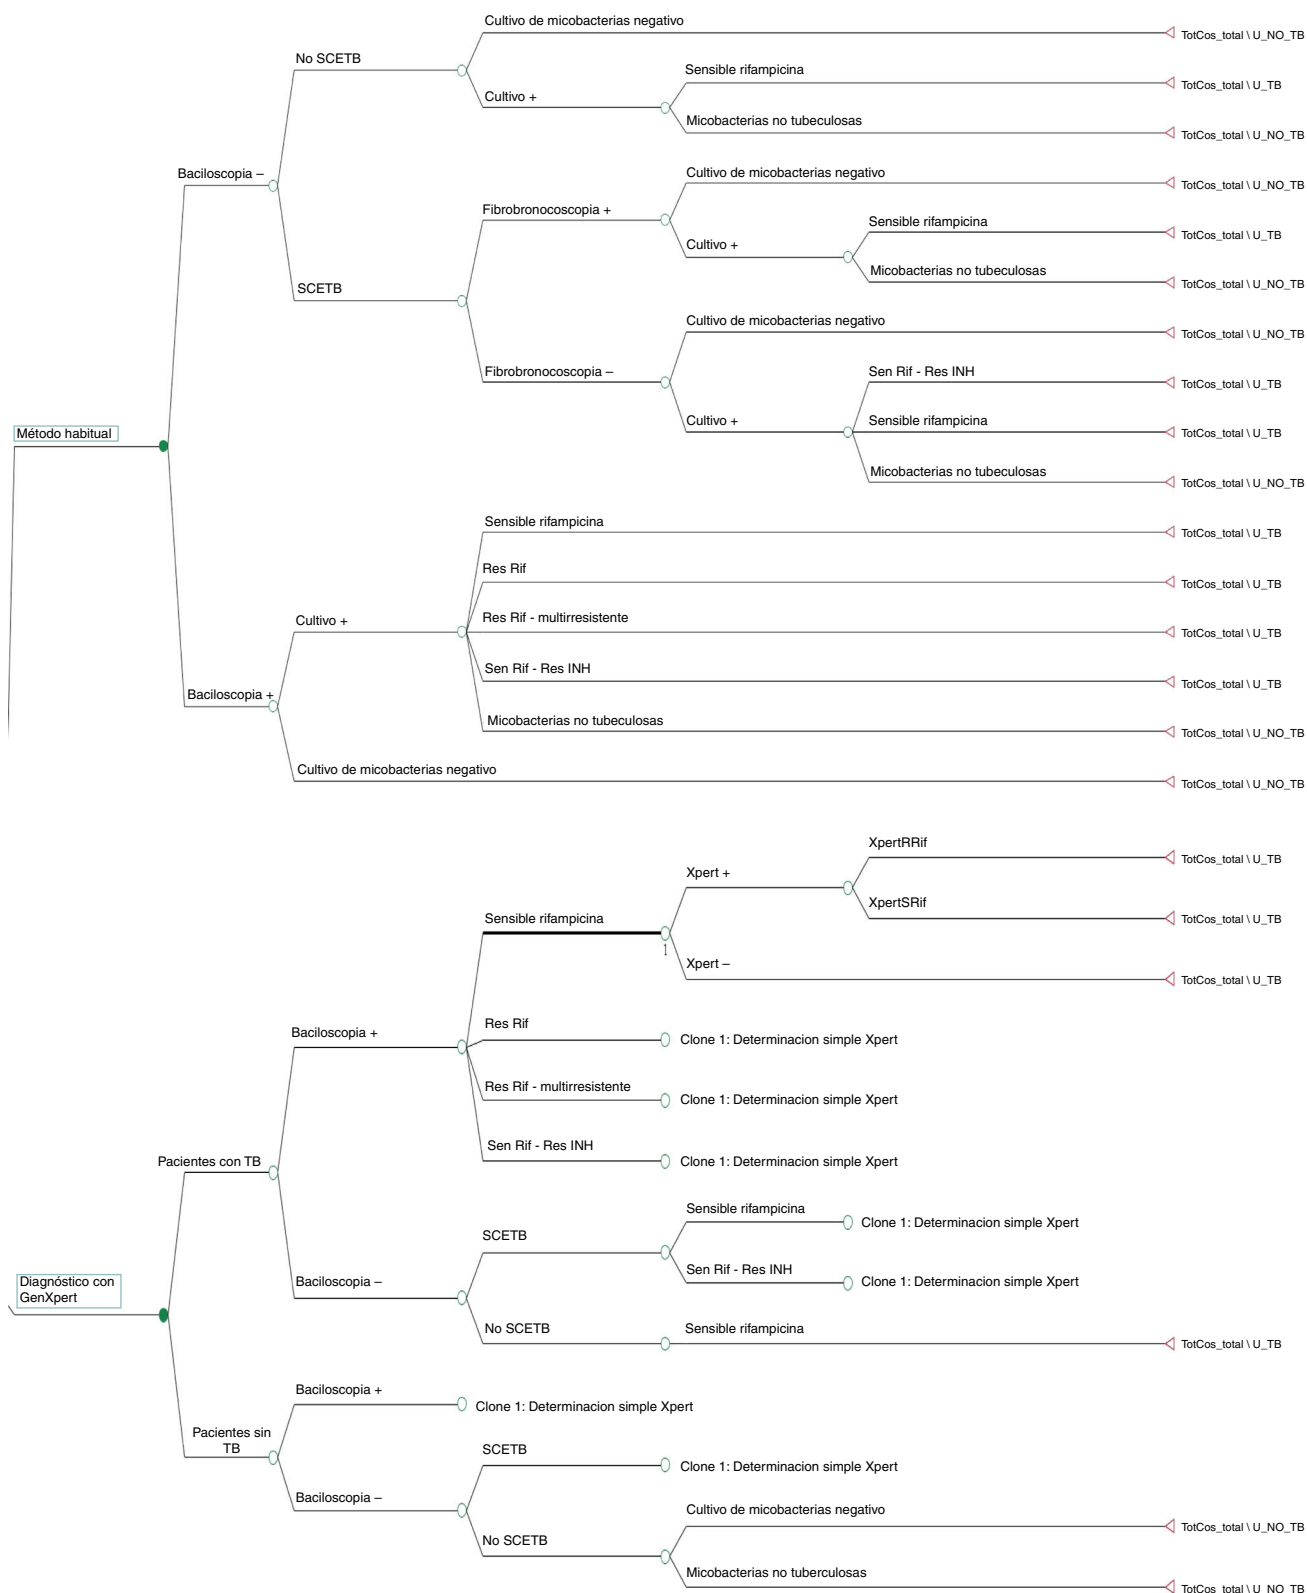 Cultivo de micobacterias negativo
TotCos_total \ U_NO_TB
No SCETB
Sensible rifampicina
TotCos_total \ U_TB
Cultivo +
Micobacterias no tubeculosas
TotCos_total \ U_NO_TB
Baciloscopia –
Cultivo de micobacterias negativo
TotCos_total \ U_NO_TB
Fibrobronocoscopia +
Sensible rifampicina
TotCos_total \ U_TB
Cultivo +
Micobacterias no tubeculosas
TotCos_total \ U_NO_TB
SCETB
Cultivo de micobacterias negativo
TotCos_total \ U_NO_TB
Fibrobronocoscopia –
Sen Rif - Res INH
TotCos_total \ U_TB
Cultivo +
Sensible rifampicina
TotCos_total \ U_TB
Método habitual
Micobacterias no tubeculosas
TotCos_total \ U_NO_TB
Sensible rifampicina
TotCos_total \ U_TB
Res Rif
TotCos_total \ U_TB
Cultivo +
Res Rif - multirresistente
TotCos_total \ U_TB
Sen Rif - Res INH
TotCos_total \ U_TB
Baciloscopia +
Micobacterias no tubeculosas
TotCos_total \ U_NO_TB
Cultivo de micobacterias negativo
TotCos_total \ U_NO_TB
XpertRRif
TotCos_total \ U_TB
Xpert +
XpertSRif
TotCos_total \ U_TB
Sensible rifampicina
1
Xpert –
TotCos_total \ U_TB
Res Rif
Clone 1: Determinacion simple Xpert
Baciloscopia +
Res Rif - multirresistente
Clone 1: Determinacion simple Xpert
Sen Rif - Res INH
Clone 1: Determinacion simple Xpert
Pacientes con TB
Sensible rifampicina
Clone 1: Determinacion simple Xpert
SCETB
Sen Rif - Res INH
Clone 1: Determinacion simple Xpert
Baciloscopia –
Diagnóstico con
GenXpert
No SCETB
Sensible rifampicina
TotCos_total \ U_TB
Baciloscopia +
Clone 1: Determinacion simple Xpert
Pacientes sin
TB
SCETB
Clone 1: Determinacion simple Xpert
Baciloscopia –
Cultivo de micobacterias negativo
TotCos_total \ U_NO_TB
No SCETB
Micobacterias no tuberculosas
TotCos_total \ U_NO_TB